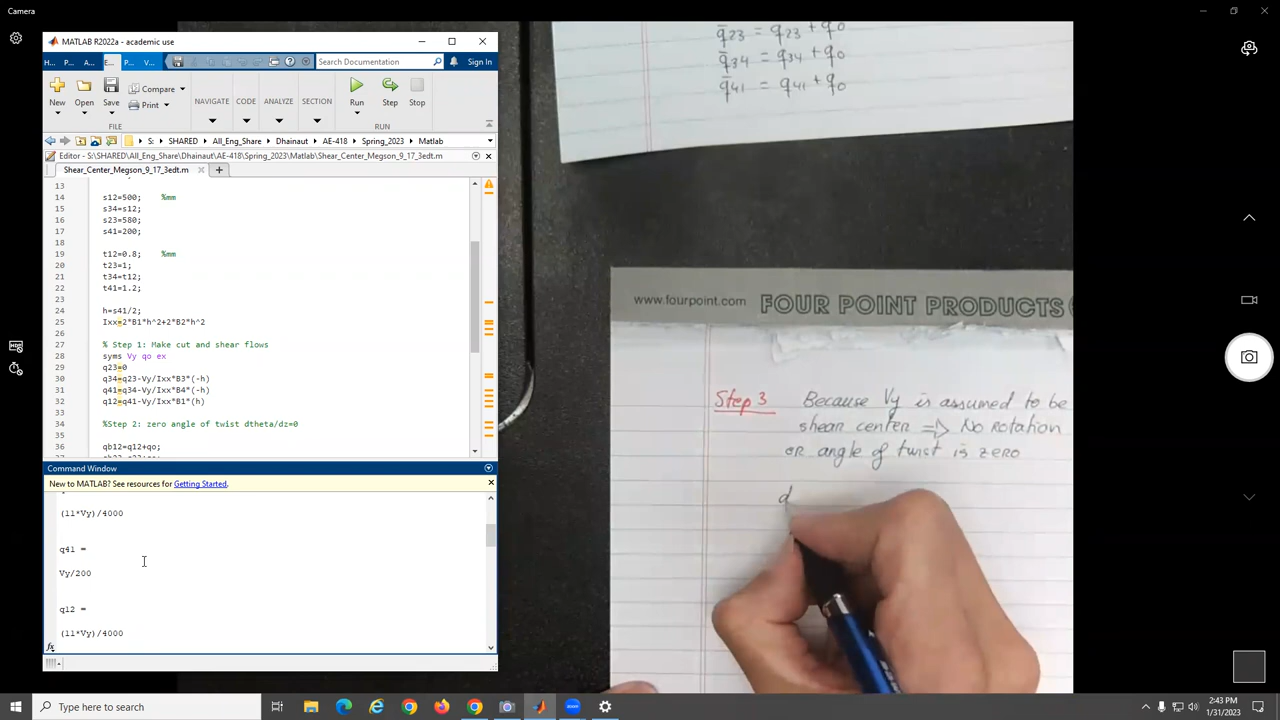 Camera
MATLAB R2022a - academic use
H... P... A... E... P... V...
Search Documentation
Sign In
New Open Save Compare Print
FILE
NAVIGATE CODE ANALYZE SECTION
Run Step Stop
RUN
S: SHARED All_Eng_Share Dhainaut AE-418 Spring_2023 Matlab
Editor - S:\SHARED\All_Eng_Share\Dhainaut\AE-418\Spring_2023\Matlab\Shear_Center_Megson_9_17_3edt.m
Shear_Center_Megson_9_17_3edt.m
13
14 s12=500; %mm
15 s34=s12;
16 s23=580;
17 s41=200;
18
19 t12=0.8; %mm
20 t23=1;
21 t34=t12;
22 t41=1.2;
23
24 h=s41/2;
25 Ixx=2*B1*h^2+2*B2*h^2
26
27 % Step 1: Make cut and shear flows
28 syms Vy qo ex
29 q23=0
30 q34=q23-Vy/Ixx*B3*(-h)
31 q41=q34-Vy/Ixx*B4*(-h)
32 q12=q41-Vy/Ixx*B1*(h)
33
34 %Step 2: zero angle of twist dtheta/dz=0
35
36 qb12=q12+qo;
Command Window
New to MATLAB? See resources for Getting Started.
(11*Vy)/4000
q41 =
Vy/200
q12 =
(11*Vy)/4000
fx
q̄23 = q23 + q0
q̄34 = q34 + q0
q̄41 = q41 + q0
www.fourpoint.com FOUR POINT PRODUCTS
Step 3 Because Vy is assumed to be
shear center => No Rotation
OR angle of twist is zero
d
Type here to search
2:43 PM
1/31/2023